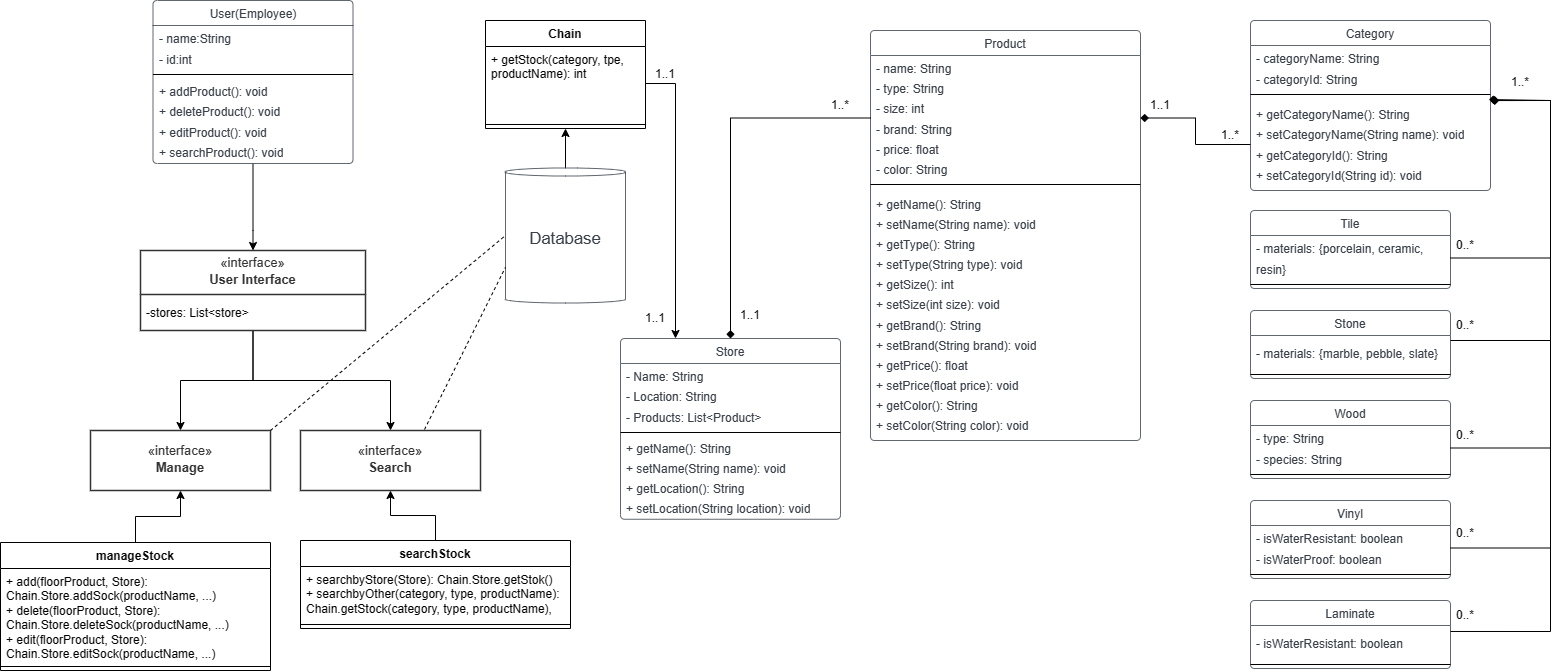 User(Employee)
- name:String
- id:int
+ addProduct(): void
+ deleteProduct(): void
+ editProduct(): void
+ searchProduct(): void
«interface»
User Interface
-stores: List<store>
«interface»
Manage
«interface»
Search
manageStock
+ add(floorProduct, Store):
Chain.Store.addSock(productName, ...)
+ delete(floorProduct, Store):
Chain.Store.deleteSock(productName, ...)
+ edit(floorProduct, Store):
Chain.Store.editSock(productName, ...)
searchStock
+ searchbyStore(Store): Chain.Store.getStok()
+ searchbyOther(category, type, productName):
Chain.getStock(category, type, productName),
Chain
+ getStock(category, tpe,
productName): int
Database
1..1
1..1
Store
- Name: String
- Location: String
- Products: List<Product>
+ getName(): String
+ setName(String name): void
+ getLocation(): String
+ setLocation(String location): void
1..1
1..*
Product
- name: String
- type: String
- size: int
- brand: String
- price: float
- color: String
+ getName(): String
+ setName(String name): void
+ getType(): String
+ setType(String type): void
+ getSize(): int
+ setSize(int size): void
+ getBrand(): String
+ setBrand(String brand): void
+ getPrice(): float
+ setPrice(float price): void
+ getColor(): String
+ setColor(String color): void
1..1
1..*
Category
- categoryName: String
- categoryId: String
+ getCategoryName(): String
+ setCategoryName(String name): void
+ getCategoryId(): String
+ setCategoryId(String id): void
1..*
Tile
- materials: {porcelain, ceramic,
resin}
0..*
Stone
- materials: {marble, pebble, slate}
0..*
Wood
- type: String
- species: String
0..*
Vinyl
- isWaterResistant: boolean
- isWaterProof: boolean
0..*
Laminate
- isWaterResistant: boolean
0..*